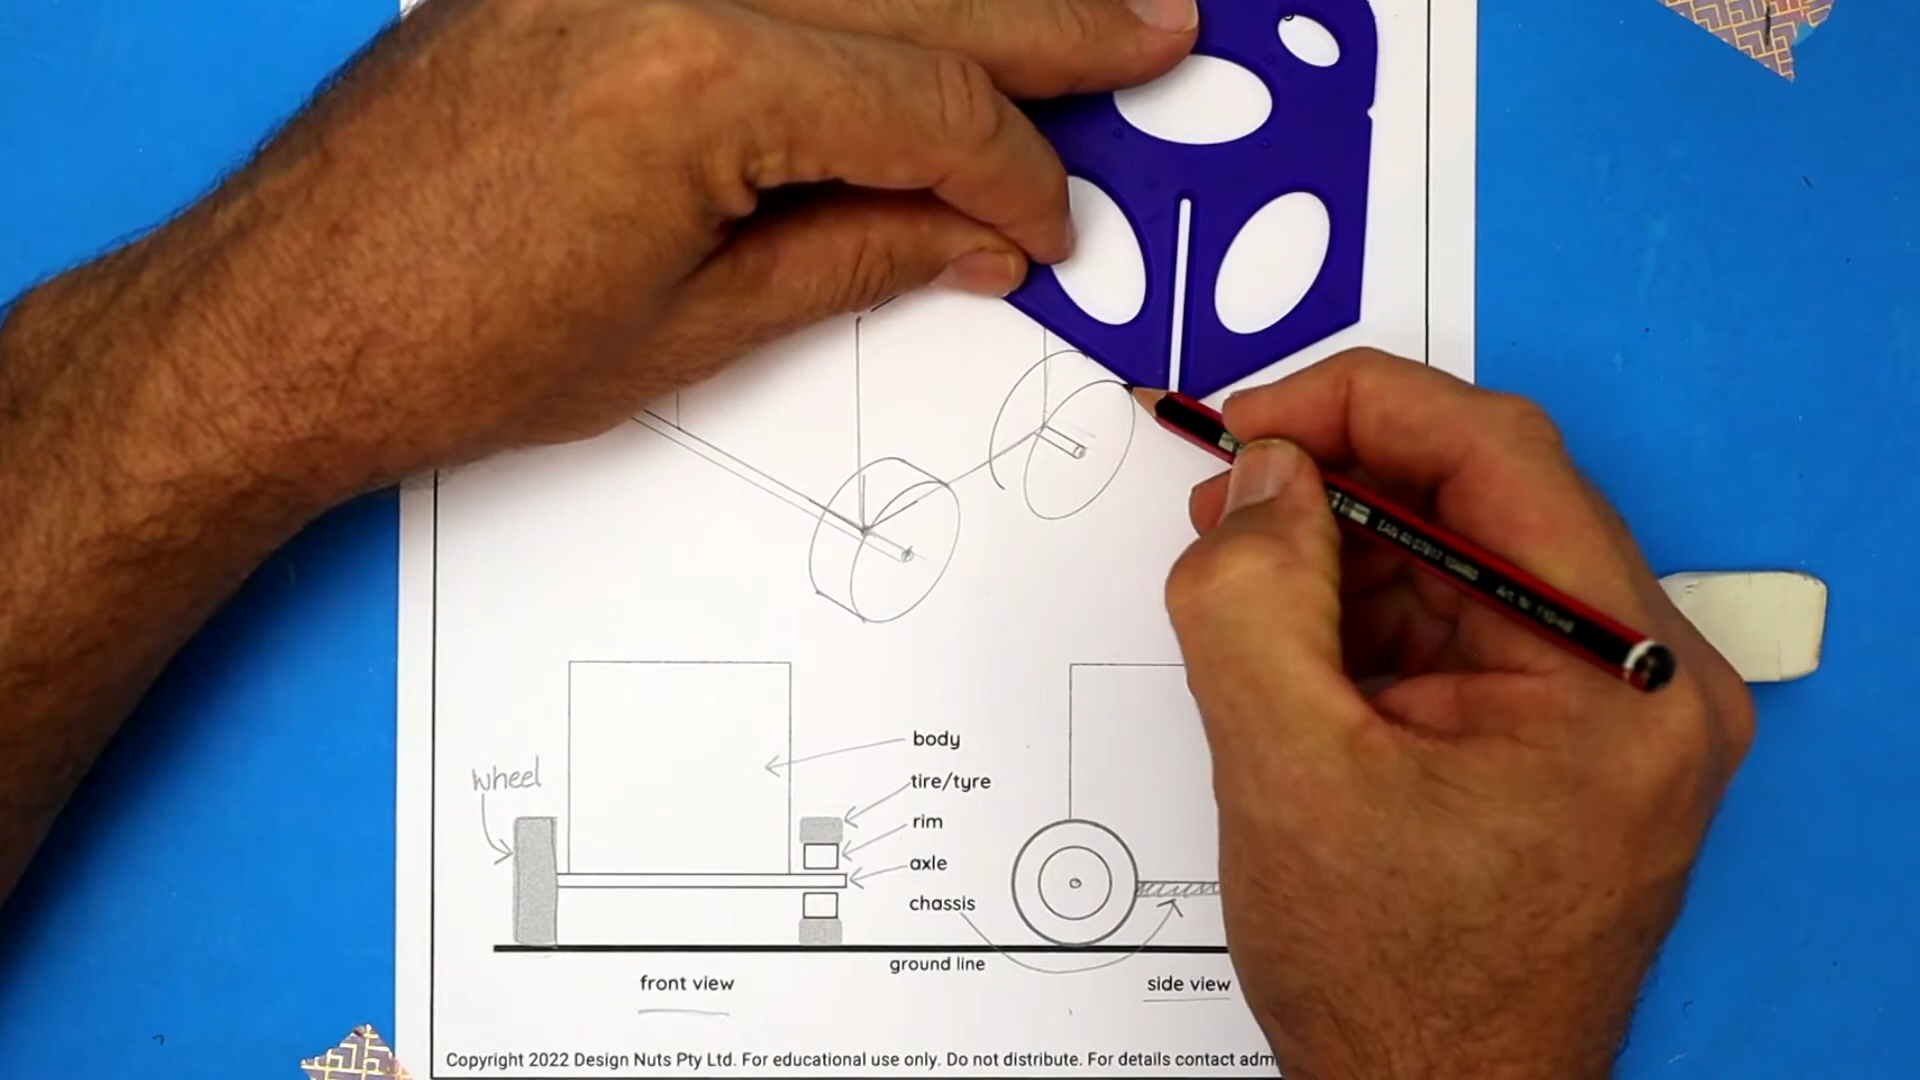 body
wheel
tire/tyre
rim
axle
chassis
ground line
front view
side view
Copyright 2022 Design Nuts Pty Ltd. For educational use only. Do not distribute. For details contact